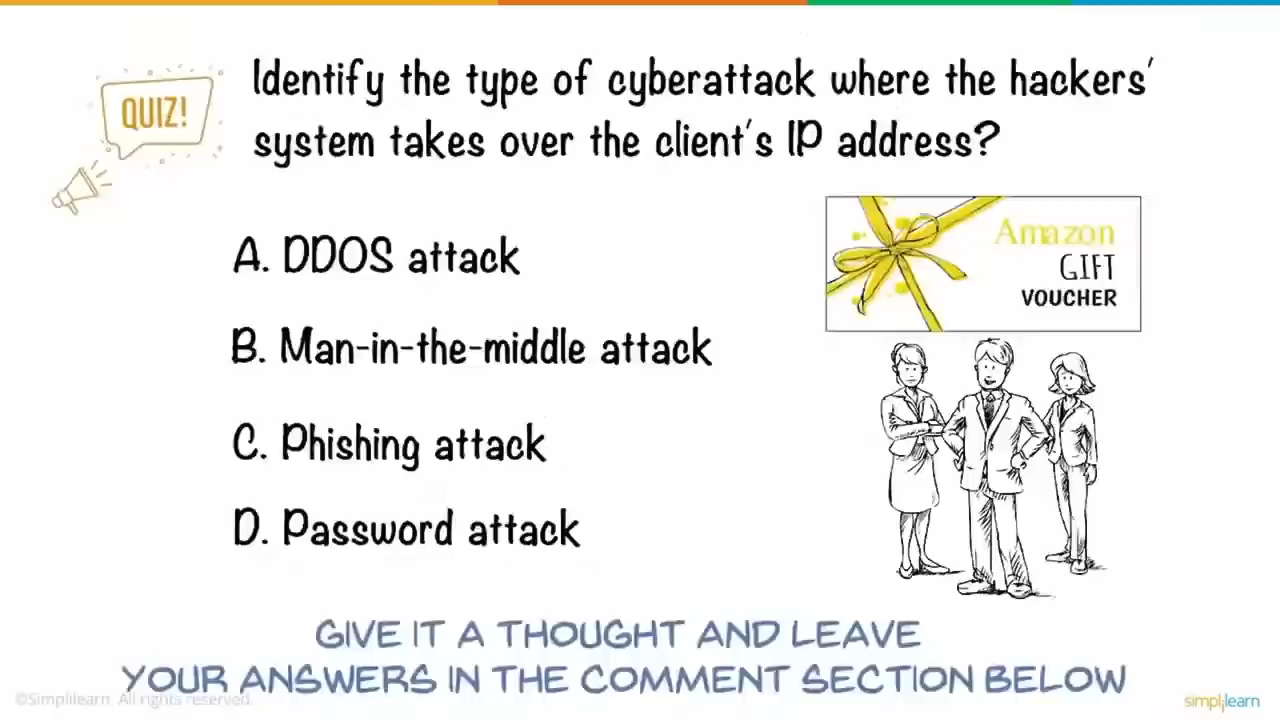 QUIZ!
Identify the type of cyberattack where the hackers'
system takes over the client's IP address?
A. DDOS attack
B. Man-in-the-middle attack
C. Phishing attack
D. Password attack
Amazon
GIFT
VOUCHER
GIVE IT A THOUGHT AND LEAVE
YOUR ANSWERS IN THE COMMENT SECTION BELOW
©Simplilearn. All rights reserved.
simplilearn